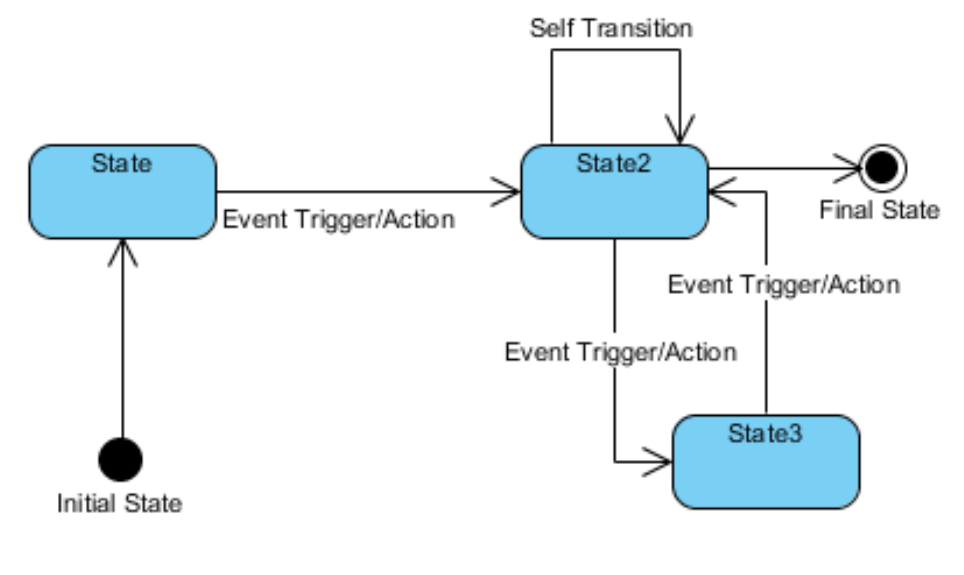 Self Transition
State
State2
Event Trigger/Action
Final State
Event Trigger/Action
Event Trigger/Action
State3
Initial State